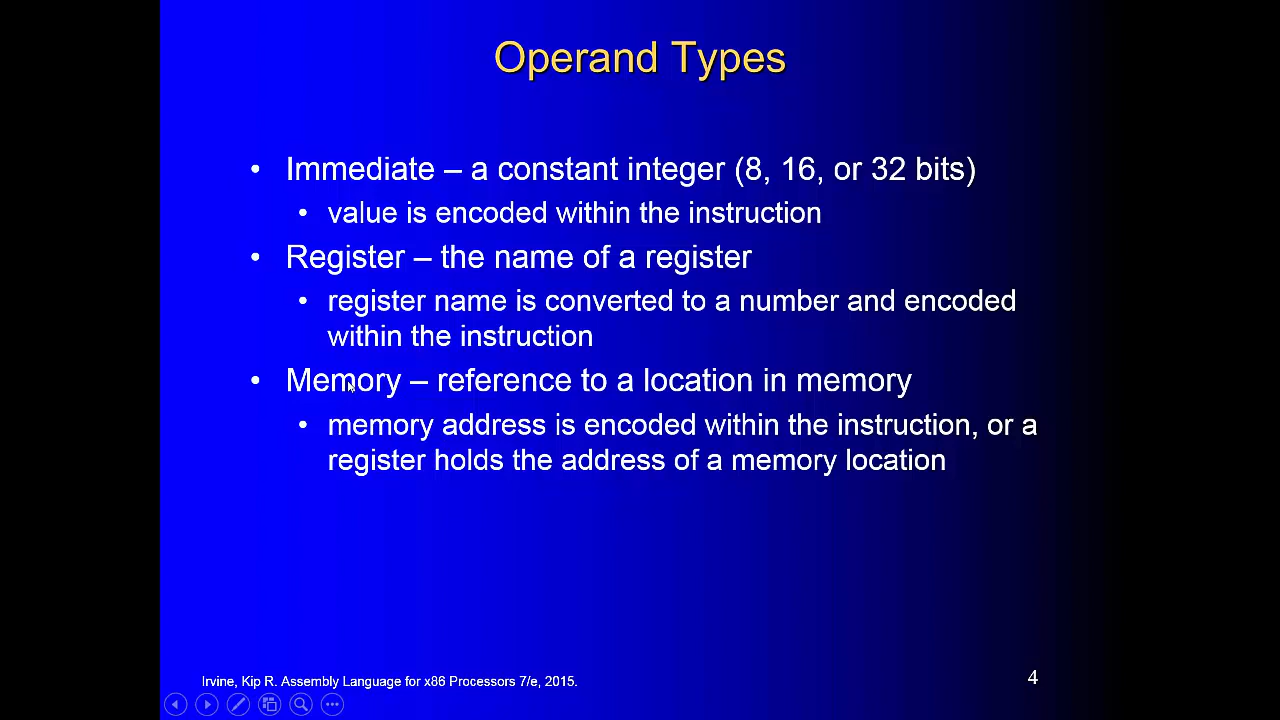 Operand Types
• Immediate – a constant integer (8, 16, or 32 bits)
• value is encoded within the instruction
• Register – the name of a register
• register name is converted to a number and encoded
within the instruction
• Memory – reference to a location in memory
• memory address is encoded within the instruction, or a
register holds the address of a memory location
Irvine, Kip R. Assembly Language for x86 Processors 7/e, 2015.
4